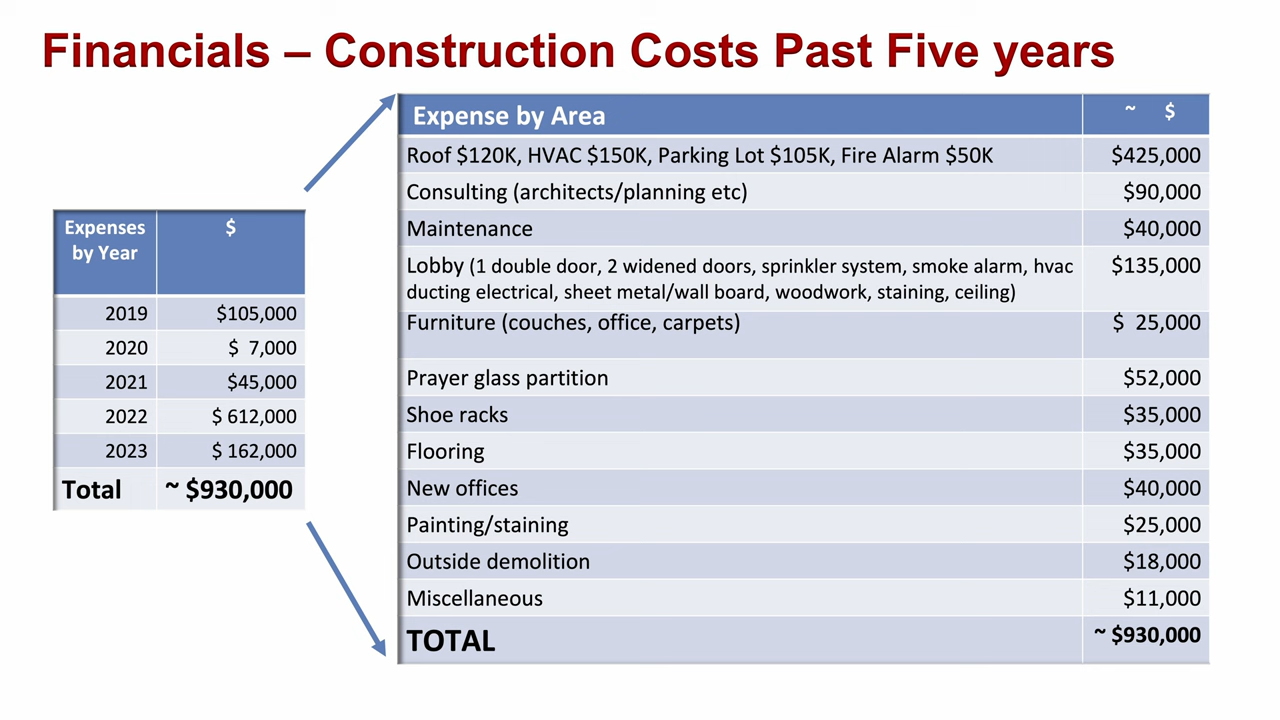 Financials – Construction Costs Past Five years
Expenses by Year $
2019 $105,000
2020 $ 7,000
2021 $45,000
2022 $ 612,000
2023 $ 162,000
Total ~ $930,000
Expense by Area ~ $
Roof $120K, HVAC $150K, Parking Lot $105K, Fire Alarm $50K $425,000
Consulting (architects/planning etc) $90,000
Maintenance $40,000
Lobby (1 double door, 2 widened doors, sprinkler system, smoke alarm, hvac $135,000
ducting electrical, sheet metal/wall board, woodwork, staining, ceiling)
Furniture (couches, office, carpets) $ 25,000
Prayer glass partition $52,000
Shoe racks $35,000
Flooring $35,000
New offices $40,000
Painting/staining $25,000
Outside demolition $18,000
Miscellaneous $11,000
TOTAL ~ $930,000